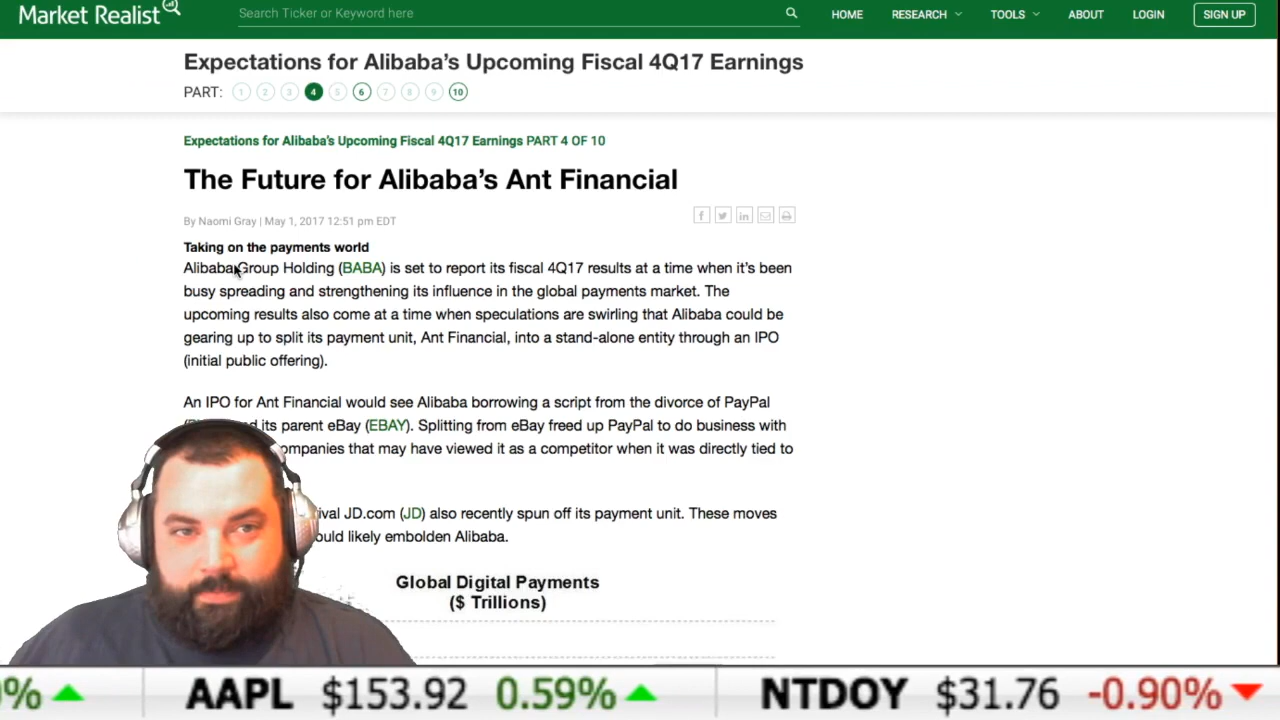 Market Realist
Search Ticker or Keyword here
HOME RESEARCH TOOLS ABOUT LOGIN SIGN UP
Expectations for Alibaba's Upcoming Fiscal 4Q17 Earnings
PART: 1 2 3 4 5 6 7 8 9 10
Expectations for Alibaba's Upcoming Fiscal 4Q17 Earnings PART 4 OF 10
The Future for Alibaba's Ant Financial
By Naomi Gray | May 1, 2017 12:51 pm EDT
Taking on the payments world
Alibaba Group Holding (BABA) is set to report its fiscal 4Q17 results at a time when it's been
busy spreading and strengthening its influence in the global payments market. The
upcoming results also come at a time when speculations are swirling that Alibaba could be
gearing up to split its payment unit, Ant Financial, into a stand-alone entity through an IPO
(initial public offering).
An IPO for Ant Financial would see Alibaba borrowing a script from the divorce of PayPal
its parent eBay (EBAY). Splitting from eBay freed up PayPal to do business with
companies that may have viewed it as a competitor when it was directly tied to
JD.com (JD) also recently spun off its payment unit. These moves
likely embolden Alibaba.
Global Digital Payments
($ Trillions)
% AAPL $153.92 0.59% NTDOY $31.76 -0.90%